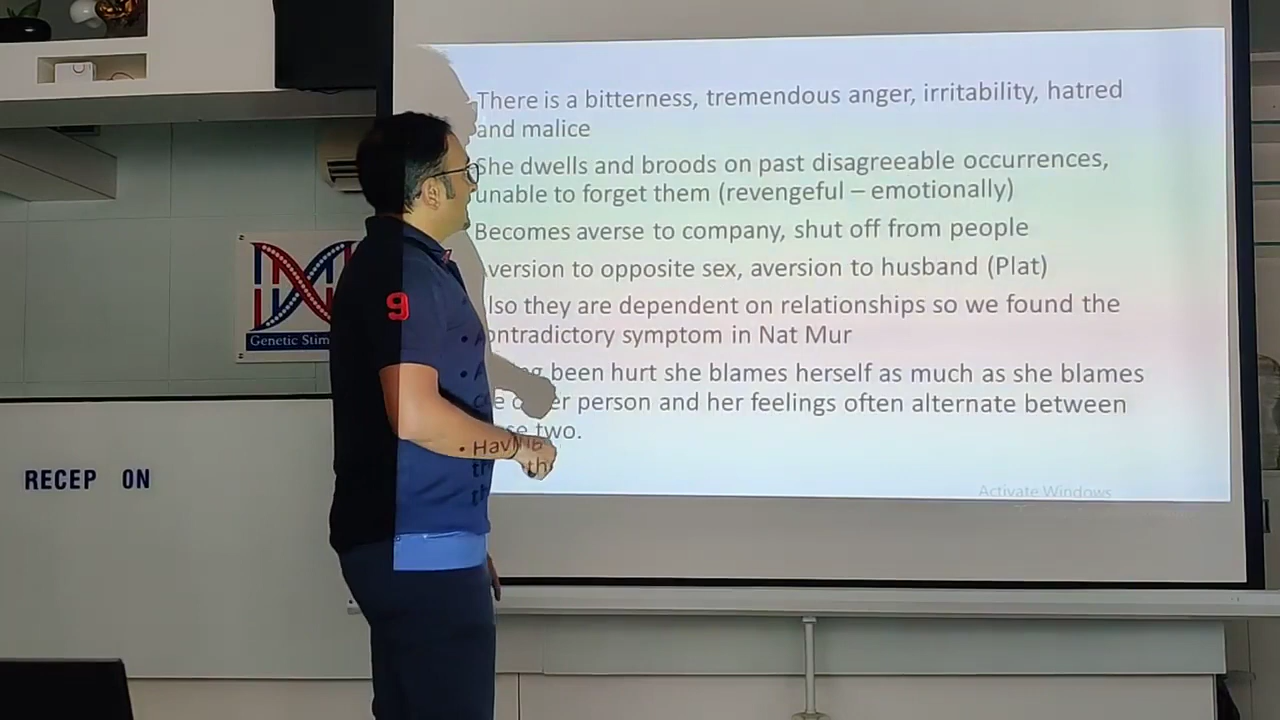 There is a bitterness, tremendous anger, irritability, hatred
and malice
She dwells and broods on past disagreeable occurrences,
unable to forget them (revengeful – emotionally)
Becomes averse to company, shut off from people
version to opposite sex, aversion to husband (Plat)
lso they are dependent on relationships so we found the
ontradictory symptom in Nat Mur
been hurt she blames herself as much as she blames
person and her feelings often alternate between
two.
Activate Windows
9
Genetic Stim
RECEP ON